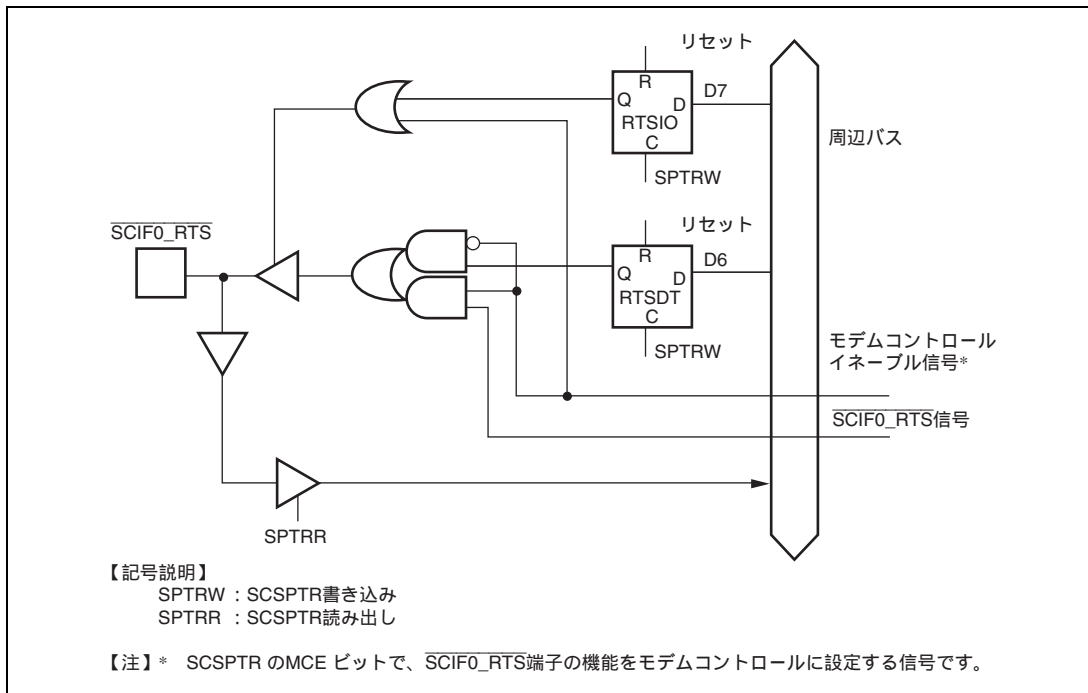 リセット
R
Q
D
D7
RTSIO
C
周辺バス
SPTRW
SCIF0_RTS
リセット
R
D6
Q
D
RTSDT
C
SPTRW
モデムコントロール
イネーブル信号*
SCIF0_RTS信号
SPTRR
【記号説明】
SPTRW : SCSPTR書き込み
SPTRR : SCSPTR読み出し
【注】* SCSPTR のMCE ビットで、SCIF0_RTS端子の機能をモデムコントロールに設定する信号です。